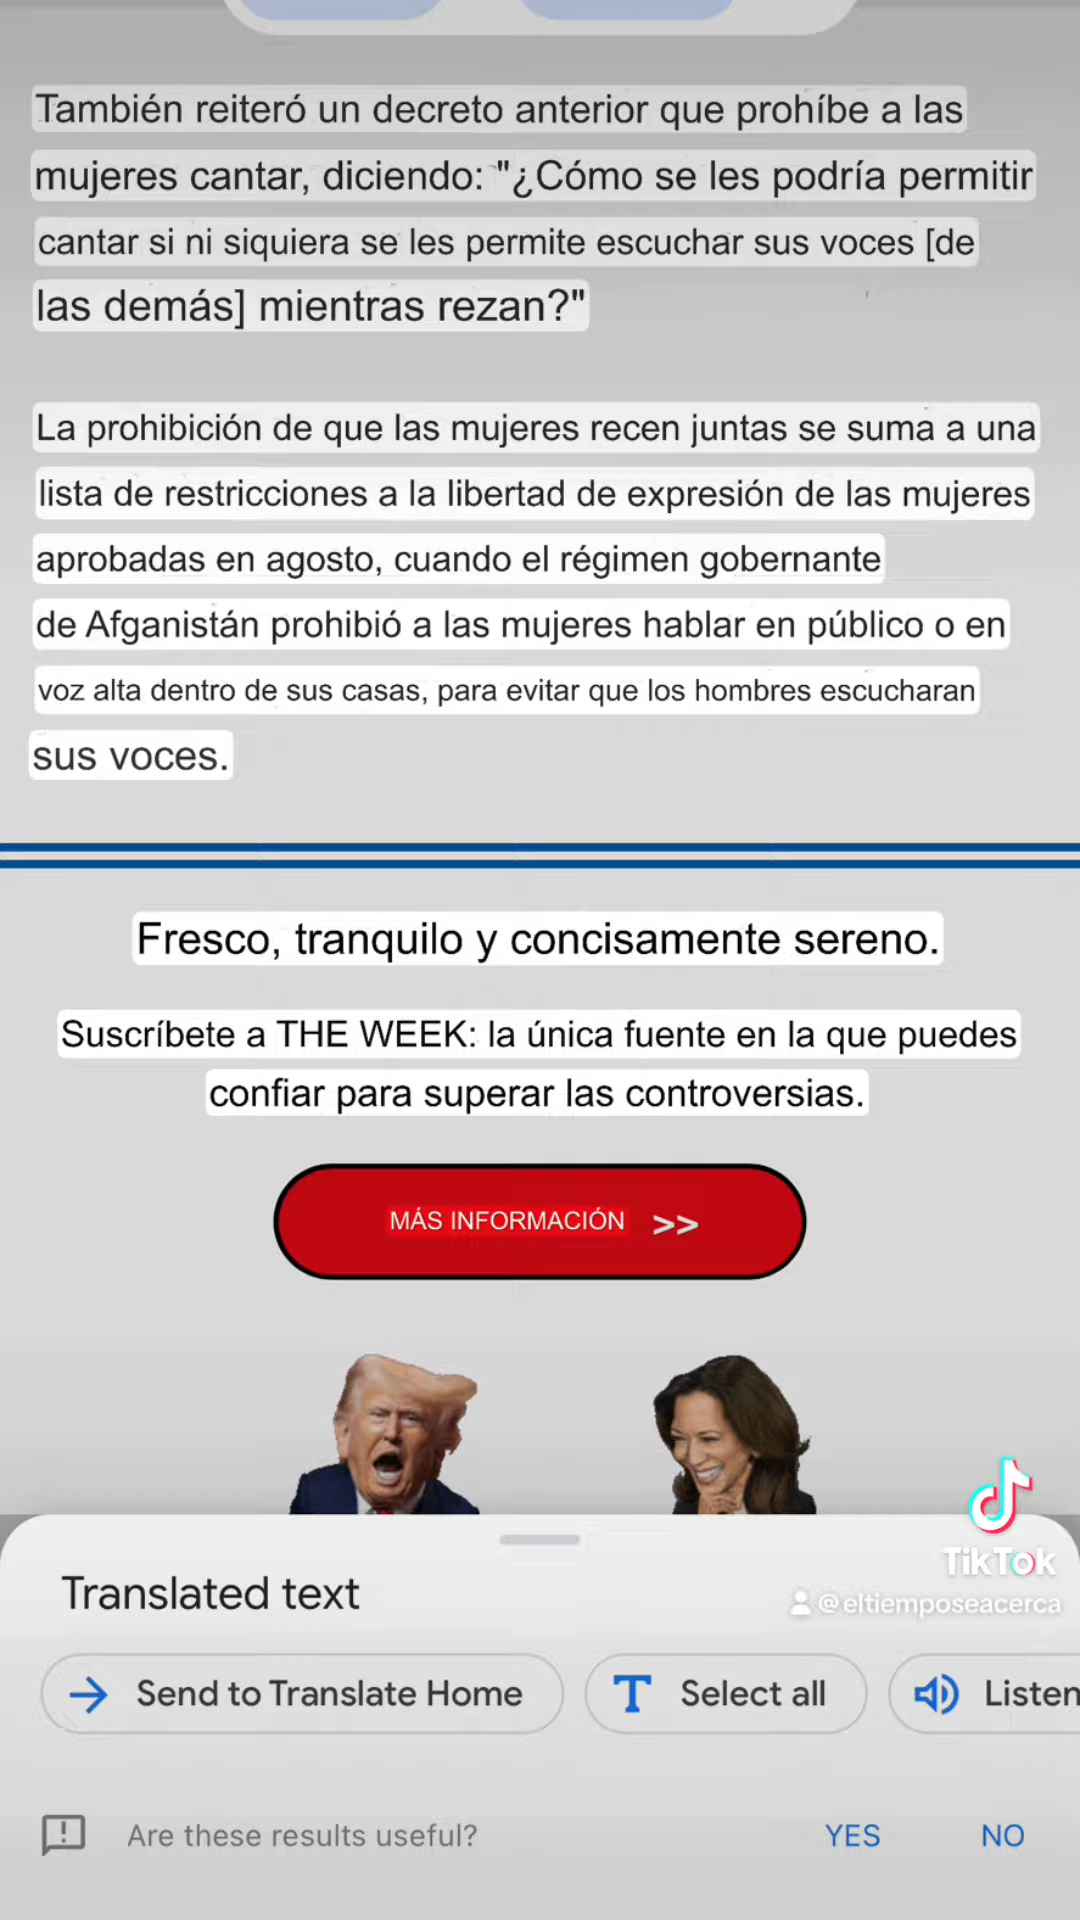 También reiteró un decreto anterior que prohíbe a las
mujeres cantar, diciendo: "¿Cómo se les podría permitir
cantar si ni siquiera se les permite escuchar sus voces [de
las demás] mientras rezan?"
La prohibición de que las mujeres recen juntas se suma a una
lista de restricciones a la libertad de expresión de las mujeres
aprobadas en agosto, cuando el régimen gobernante
de Afganistán prohibió a las mujeres hablar en público o en
voz alta dentro de sus casas, para evitar que los hombres escucharan
sus voces.
Fresco, tranquilo y concisamente sereno.
Suscríbete a THE WEEK: la única fuente en la que puedes
confiar para superar las controversias.
MÁS INFORMACIÓN >>
TikTok
@eltiemposeacerca
Translated text
Send to Translate Home
Select all
Listen
Are these results useful?
YES
NO